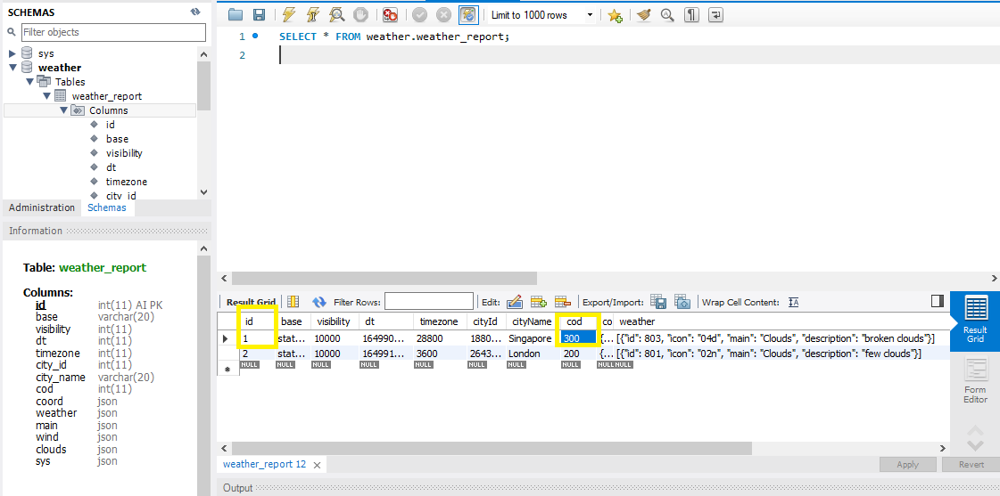 SCHEMAS
Filter objects
sys
weather
Tables
weather_report
Columns
id
base
visibility
dt
timezone
city_id
Administration Schemas
Information
Table: weather_report
Columns:
id int(11) AI PK
base varchar(20)
visibility int(11)
dt int(11)
timezone int(11)
city_id int(11)
city_name varchar(20)
cod int(11)
coord json
weather json
main json
wind json
clouds json
sys json
Limit to 1000 rows
1 SELECT * FROM weather.weather_report;
2
Result Grid Filter Rows: Edit: Export/Import: Wrap Cell Content: IA
id base visibility dt timezone cityId cityName cod co weather
1 stat... 10000 164990... 28800 1880... Singapore 300 {... [{"id": 803, "icon": "04d", "main": "Clouds", "description": "broken clouds"}]
2 stat... 10000 164991... 3600 2643... London 200 {... [{"id": 801, "icon": "02n", "main": "Clouds", "description": "few clouds"}]
NULL NULL NULL NULL NULL NULL NULL NULL NULL NULL
Result
Grid
Form
Editor
weather_report 12
Apply Revert
Output